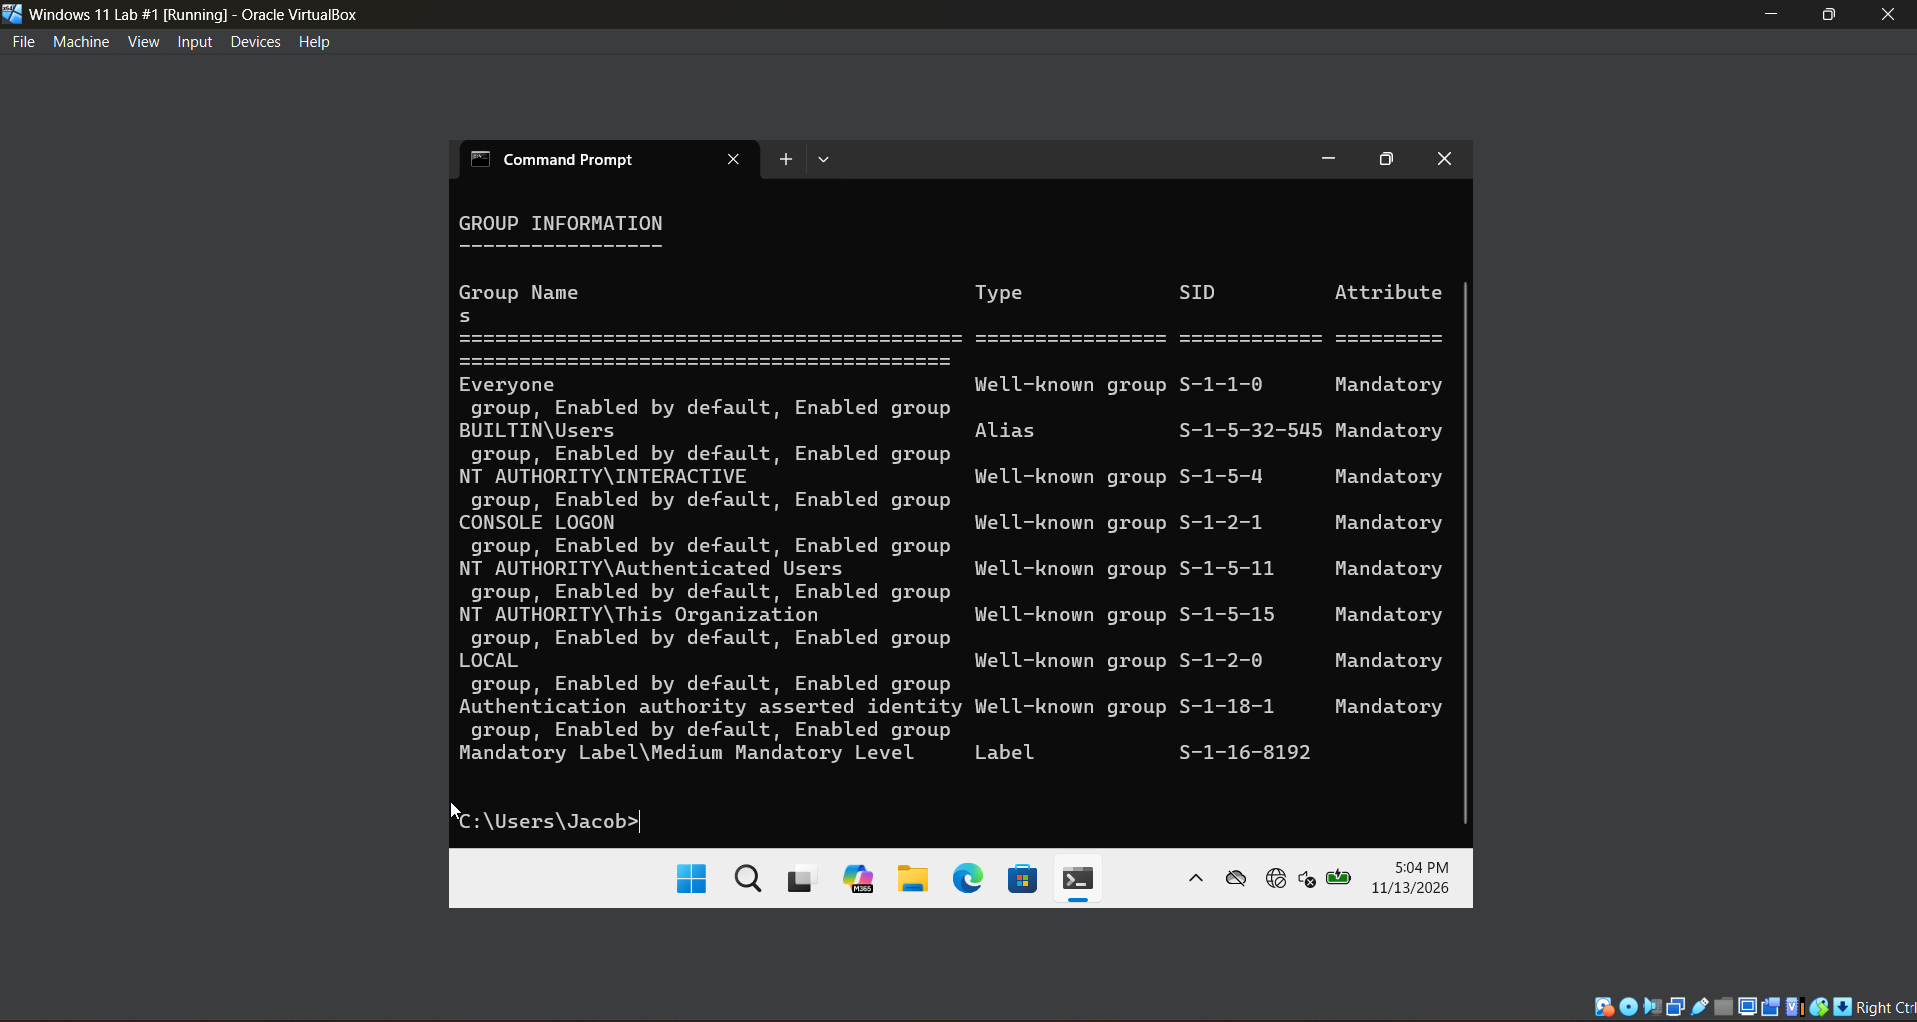 Windows 11 Lab #1 [Running] - Oracle VirtualBox
File Machine View Input Devices Help
Command Prompt
GROUP INFORMATION
-----------------
Group Name Type SID Attribute
s
========================================== ================ ============ =========
=========================================
Everyone Well-known group S-1-1-0 Mandatory
group, Enabled by default, Enabled group
BUILTIN\Users Alias S-1-5-32-545 Mandatory
group, Enabled by default, Enabled group
NT AUTHORITY\INTERACTIVE Well-known group S-1-5-4 Mandatory
group, Enabled by default, Enabled group
CONSOLE LOGON Well-known group S-1-2-1 Mandatory
group, Enabled by default, Enabled group
NT AUTHORITY\Authenticated Users Well-known group S-1-5-11 Mandatory
group, Enabled by default, Enabled group
NT AUTHORITY\This Organization Well-known group S-1-5-15 Mandatory
group, Enabled by default, Enabled group
LOCAL Well-known group S-1-2-0 Mandatory
group, Enabled by default, Enabled group
Authentication authority asserted identity Well-known group S-1-18-1 Mandatory
group, Enabled by default, Enabled group
Mandatory Label\Medium Mandatory Level Label S-1-16-8192
C:\Users\Jacob>
M365
5:04 PM
11/13/2026
Right Ctrl